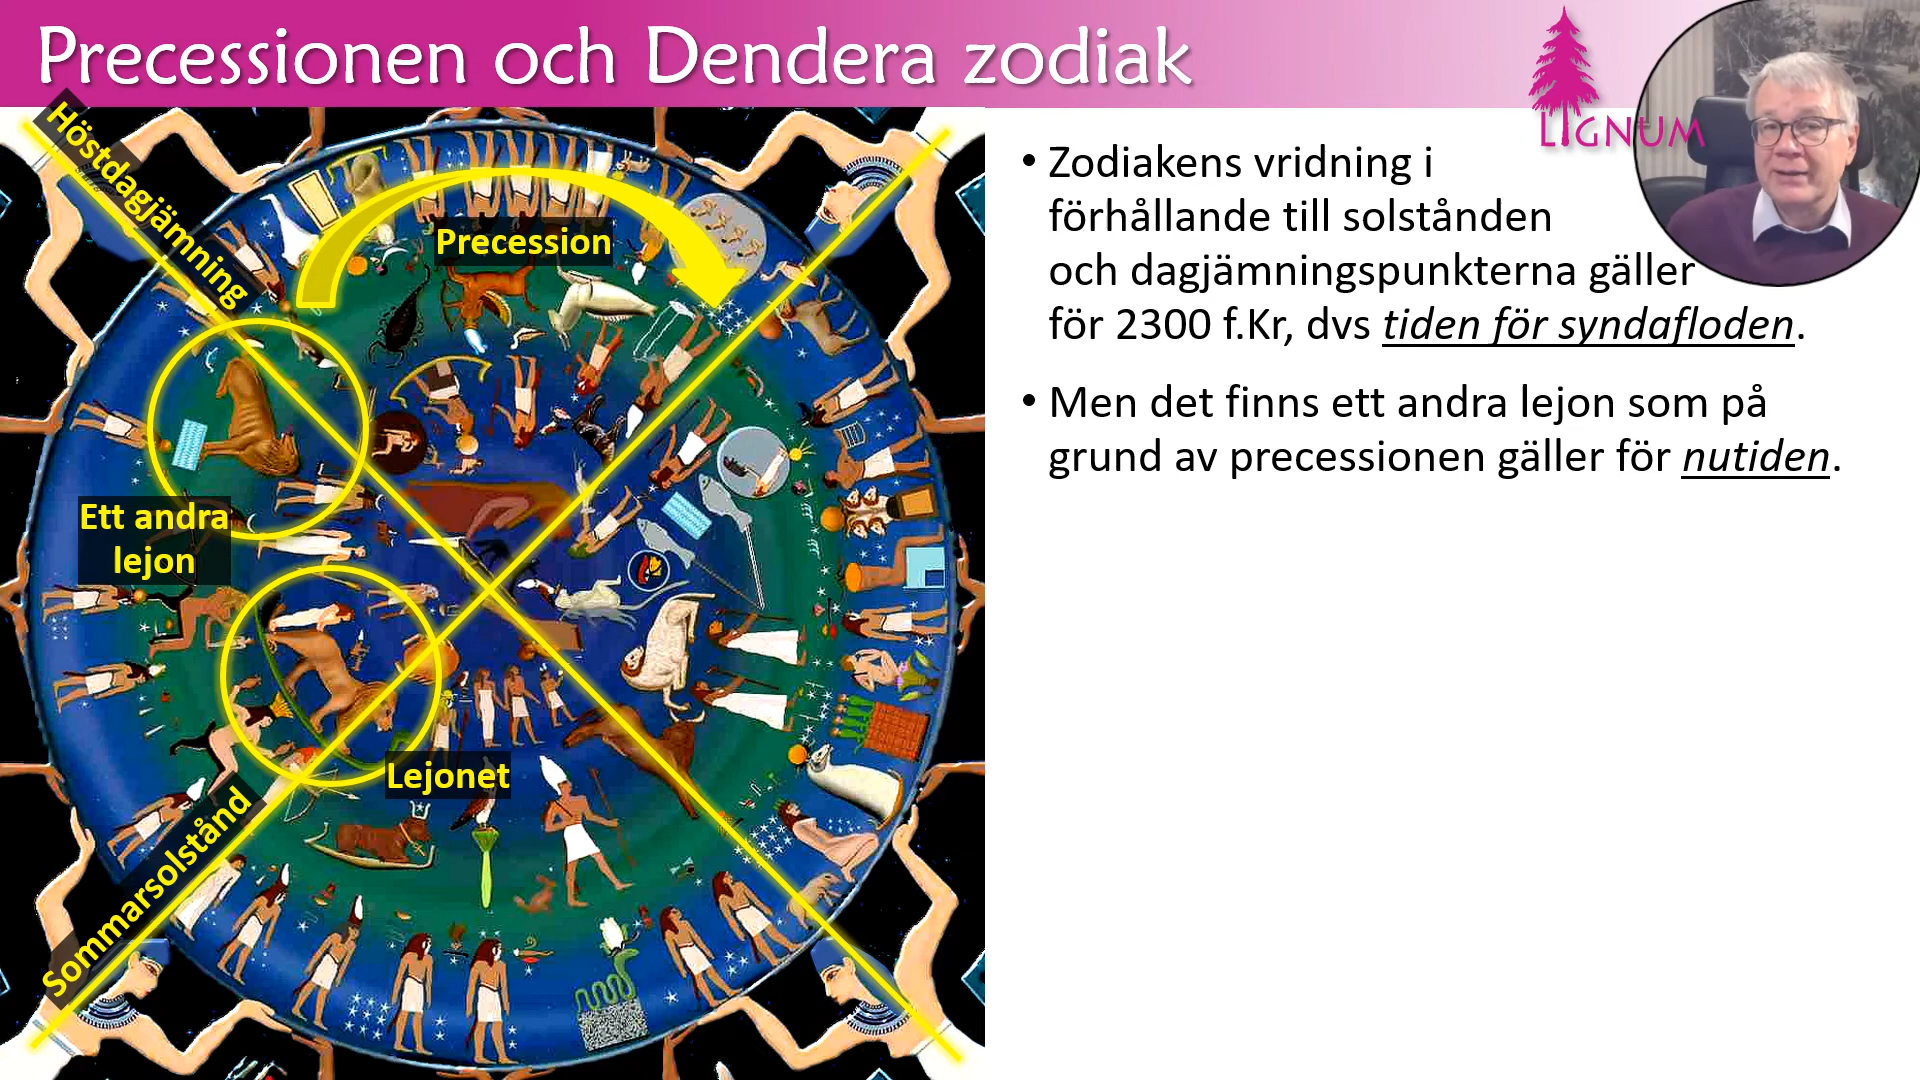 Precessionen och Dendera zodiak
LIGNUM
Höstdagjämning
Precession
Ett andra
lejon
Lejonet
Sommarsolstånd
• Zodiakens vridning i
förhållande till solstånden
och dagjämningspunkterna gäller
för 2300 f.Kr, dvs tiden för syndafloden.
• Men det finns ett andra lejon som på
grund av precessionen gäller för nutiden.